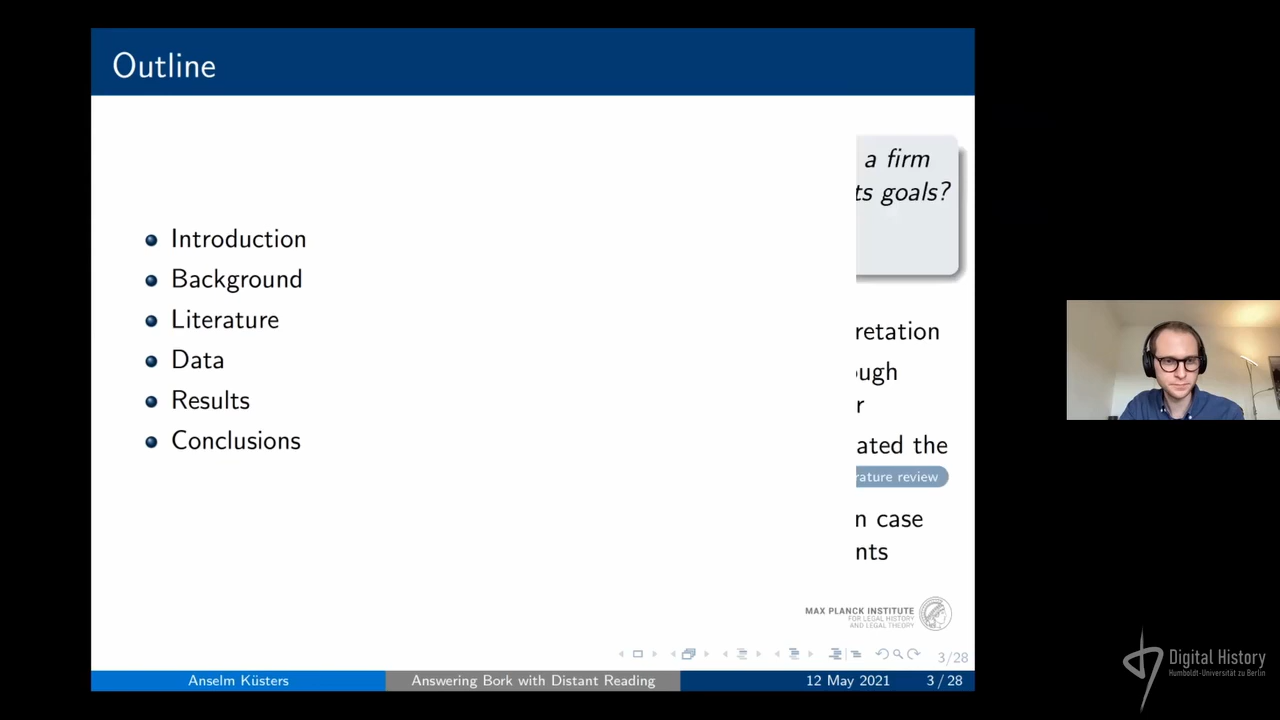 Outline
a firm
ts goals?
Introduction
Background
Literature
Data
Results
Conclusions
retation
ough
r
ated the
rature review
n case
nts
MAX PLANCK INSTITUTE
FOR LEGAL HISTORY
AND LEGAL THEORY
3/28
Anselm Küsters
Answering Bork with Distant Reading
12 May 2021
3 / 28
Digital History
Humboldt-Universität zu Berlin